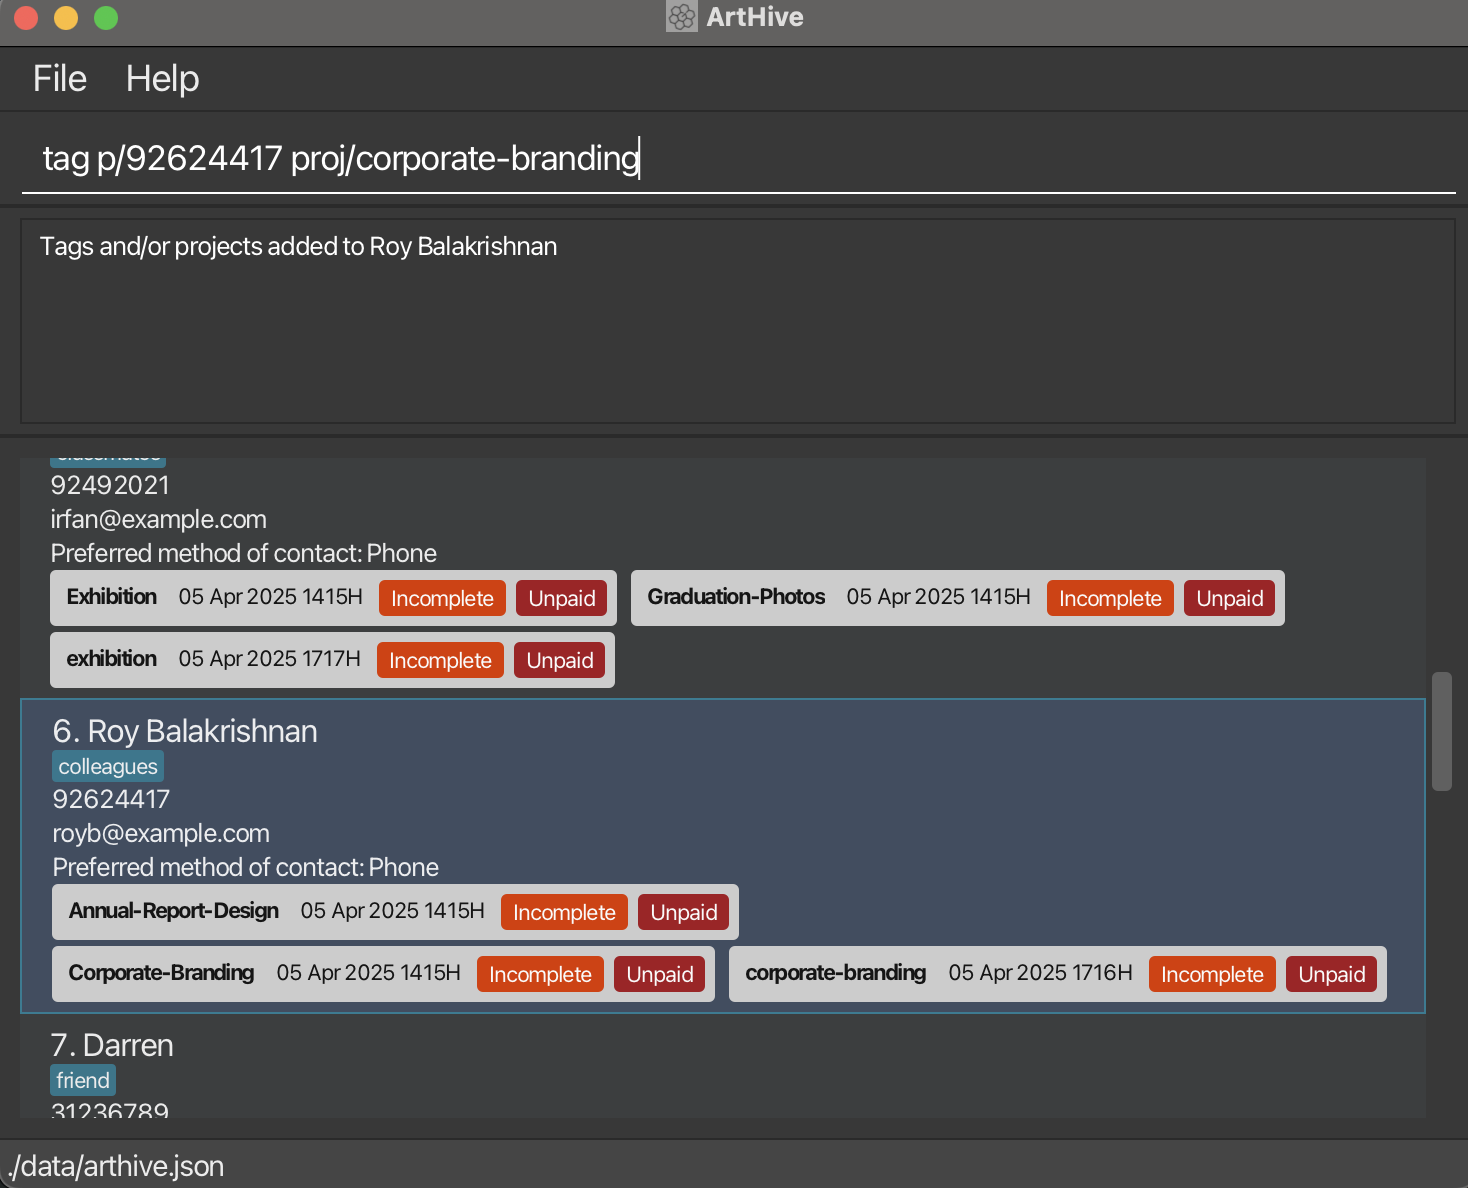 ArtHive
File Help
tag p/92624417 proj/corporate-branding
Tags and/or projects added to Roy Balakrishnan
92492021
irfan@example.com
Preferred method of contact: Phone
Exhibition 05 Apr 2025 1415H Incomplete Unpaid Graduation-Photos 05 Apr 2025 1415H Incomplete Unpaid
exhibition 05 Apr 2025 1717H Incomplete Unpaid
6. Roy Balakrishnan
colleagues
92624417
royb@example.com
Preferred method of contact: Phone
Annual-Report-Design 05 Apr 2025 1415H Incomplete Unpaid
Corporate-Branding 05 Apr 2025 1415H Incomplete Unpaid corporate-branding 05 Apr 2025 1716H Incomplete Unpaid
7. Darren
friend
31236789
./data/arthive.json